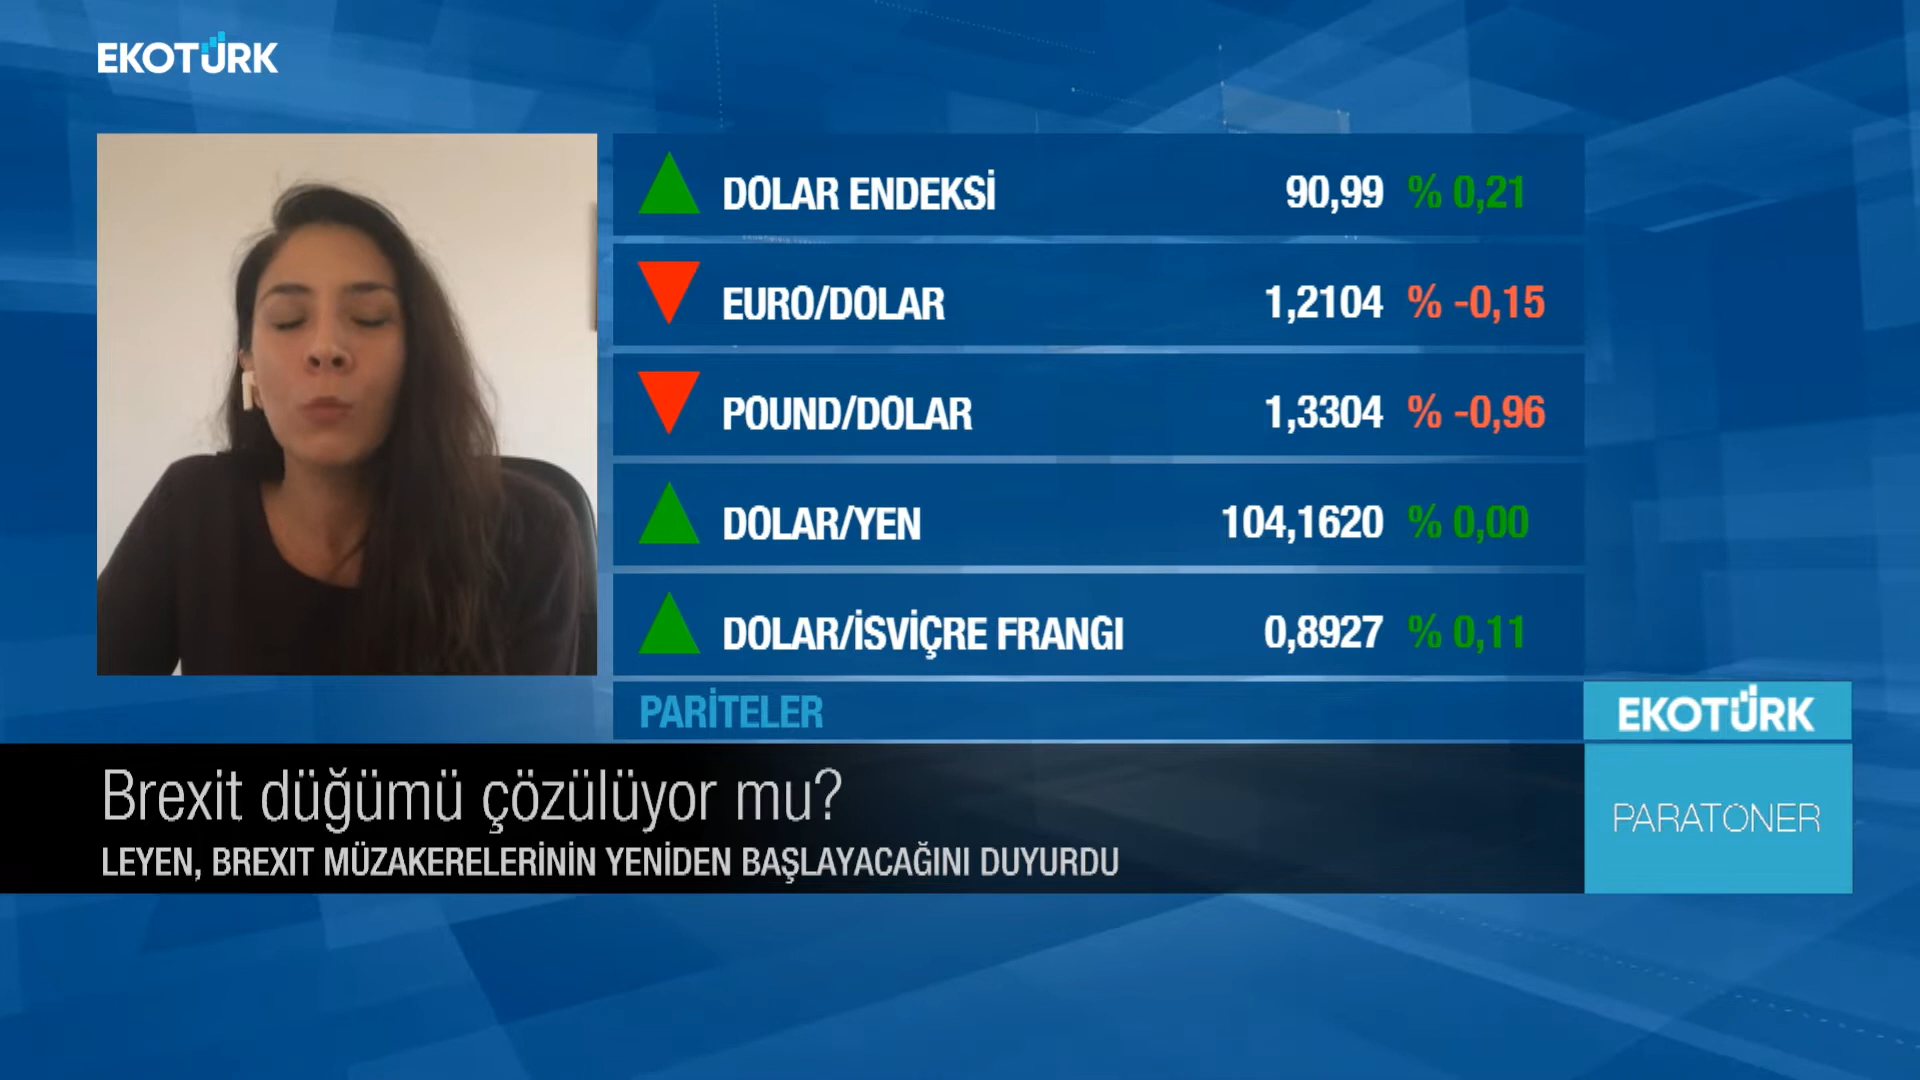 EKOTÜRK
DOLAR ENDEKSİ 90,99 % 0,21
EURO/DOLAR 1,2104 % -0,15
POUND/DOLAR 1,3304 % -0,96
DOLAR/YEN 104,1620 % 0,00
DOLAR/İSVİÇRE FRANGI 0,8927 % 0,11
PARİTELER
EKOTÜRK
Brexit düğümü çözülüyor mu?
LEYEN, BREXIT MÜZAKERELERİNİN YENİDEN BAŞLAYACAĞINI DUYURDU
PARATONER